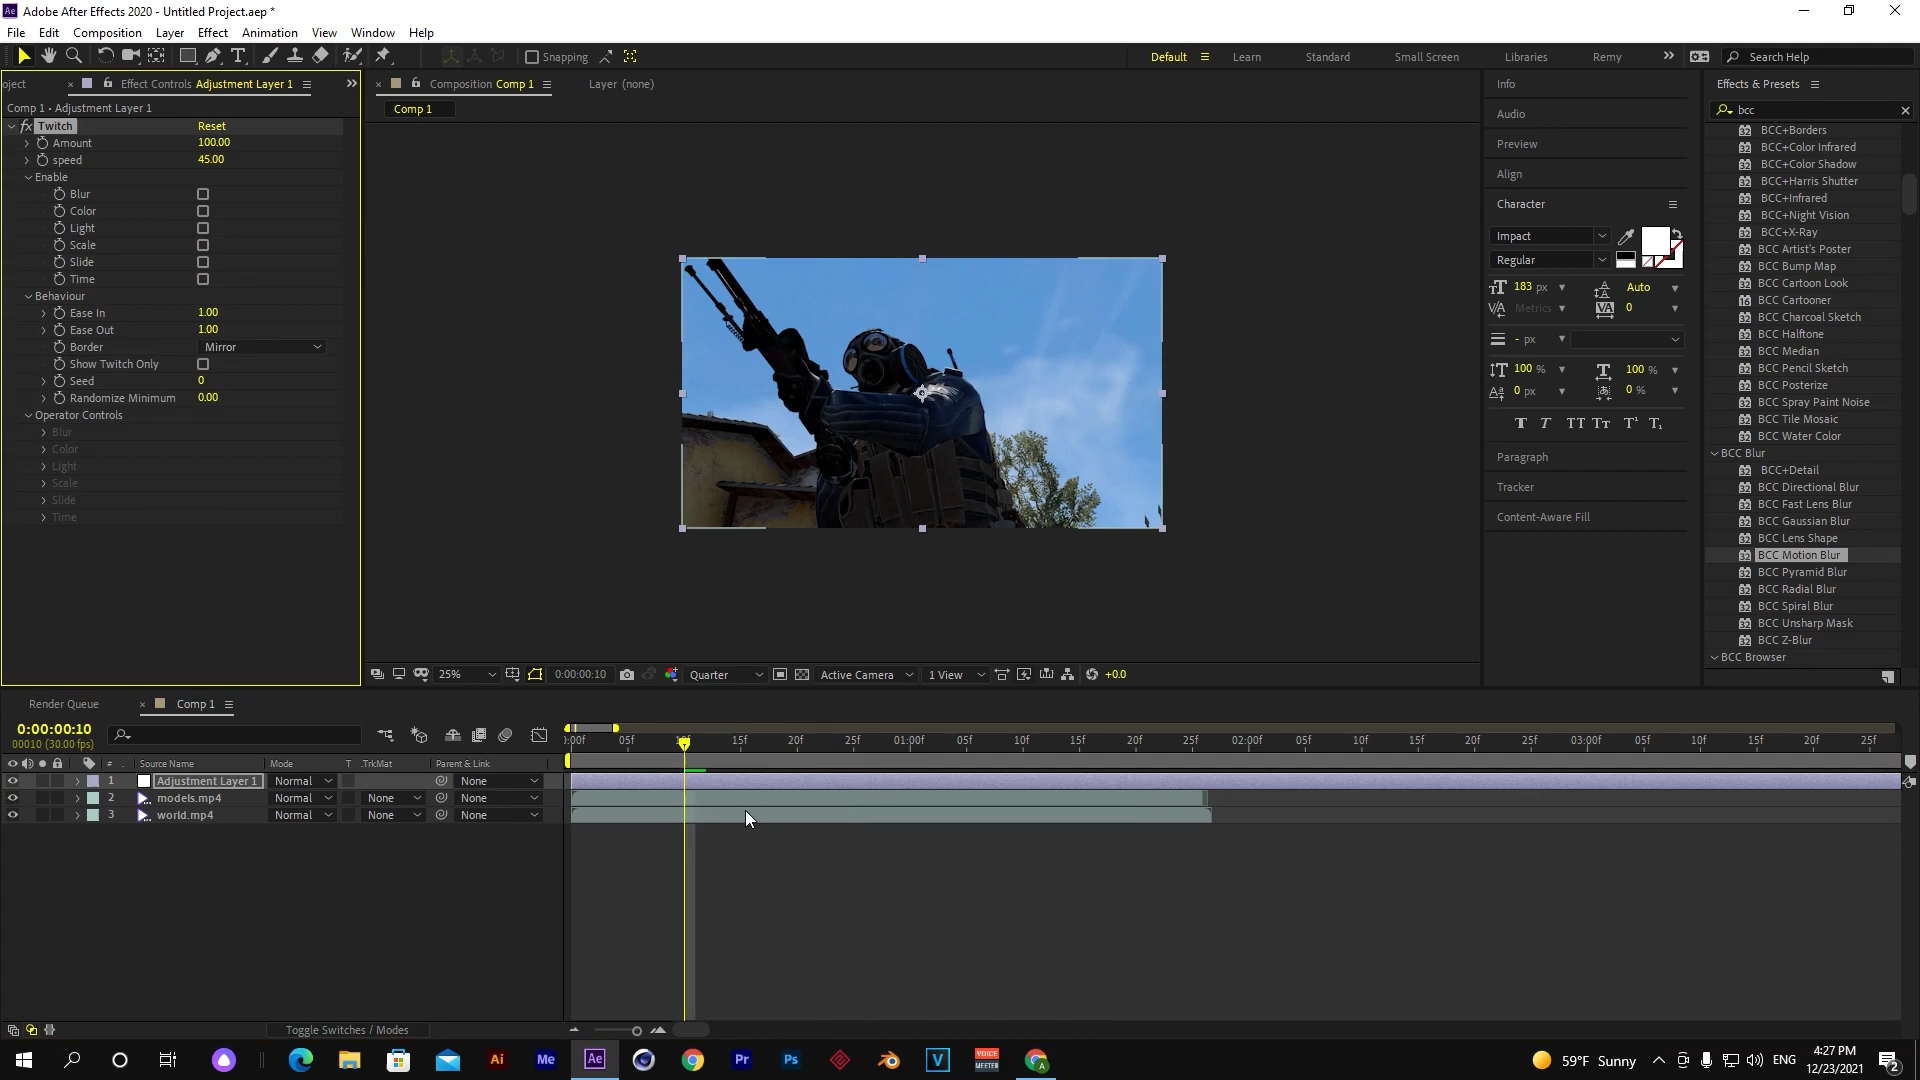 Ae Adobe After Effects 2020 - Untitled Project.aep *
File Edit Composition Layer Effect Animation View Window Help
Snapping
Default Learn Standard Small Screen Libraries Remy Search Help
oject Effect Controls Adjustment Layer 1
Comp 1 • Adjustment Layer 1
fx Twitch Reset
Amount 100.00
speed 45.00
Enable
Blur
Color
Light
Scale
Slide
Time
Behaviour
Ease In 1.00
Ease Out 1.00
Border Mirror
Show Twitch Only
Seed 0
Randomize Minimum 0.00
Operator Controls
Blur
Color
Light
Scale
Slide
Time
Composition Comp 1 Layer (none)
Comp 1
25% 0:00:00:10 Quarter Active Camera 1 View +0.0
Info
Audio
Preview
Align
Character
Impact
Regular
183 px Auto
Metrics 0
- px
100 % 100 %
0 px 0 %
Paragraph
Tracker
Content-Aware Fill
Effects & Presets
bcc
BCC+Borders
BCC+Color Infrared
BCC+Color Shadow
BCC+Harris Shutter
BCC+Infrared
BCC+Night Vision
BCC+X-Ray
BCC Artist's Poster
BCC Bump Map
BCC Cartoon Look
BCC Cartooner
BCC Charcoal Sketch
BCC Halftone
BCC Median
BCC Pencil Sketch
BCC Posterize
BCC Spray Paint Noise
BCC Tile Mosaic
BCC Water Color
BCC Blur
BCC+Detail
BCC Directional Blur
BCC Fast Lens Blur
BCC Gaussian Blur
BCC Lens Shape
BCC Motion Blur
BCC Pyramid Blur
BCC Radial Blur
BCC Spiral Blur
BCC Unsharp Mask
BCC Z-Blur
BCC Browser
Render Queue Comp 1
0:00:00:10
00010 (30.00 fps)
:00f 05f 10f 15f 20f 25f 01:00f 05f 10f 15f 20f 25f 02:00f 05f 10f 15f 20f 25f 03:00f 05f 10f 15f 20f 25f
# Source Name Mode T .TrkMat Parent & Link
1 Adjustment Layer 1 Normal None
2 models.mp4 Normal None None
3 world.mp4 Normal None None
Toggle Switches / Modes
Ai Me Ae Pr Ps V VOICE MEETER A 59°F Sunny ENG 4:27 PM
12/23/2021 2